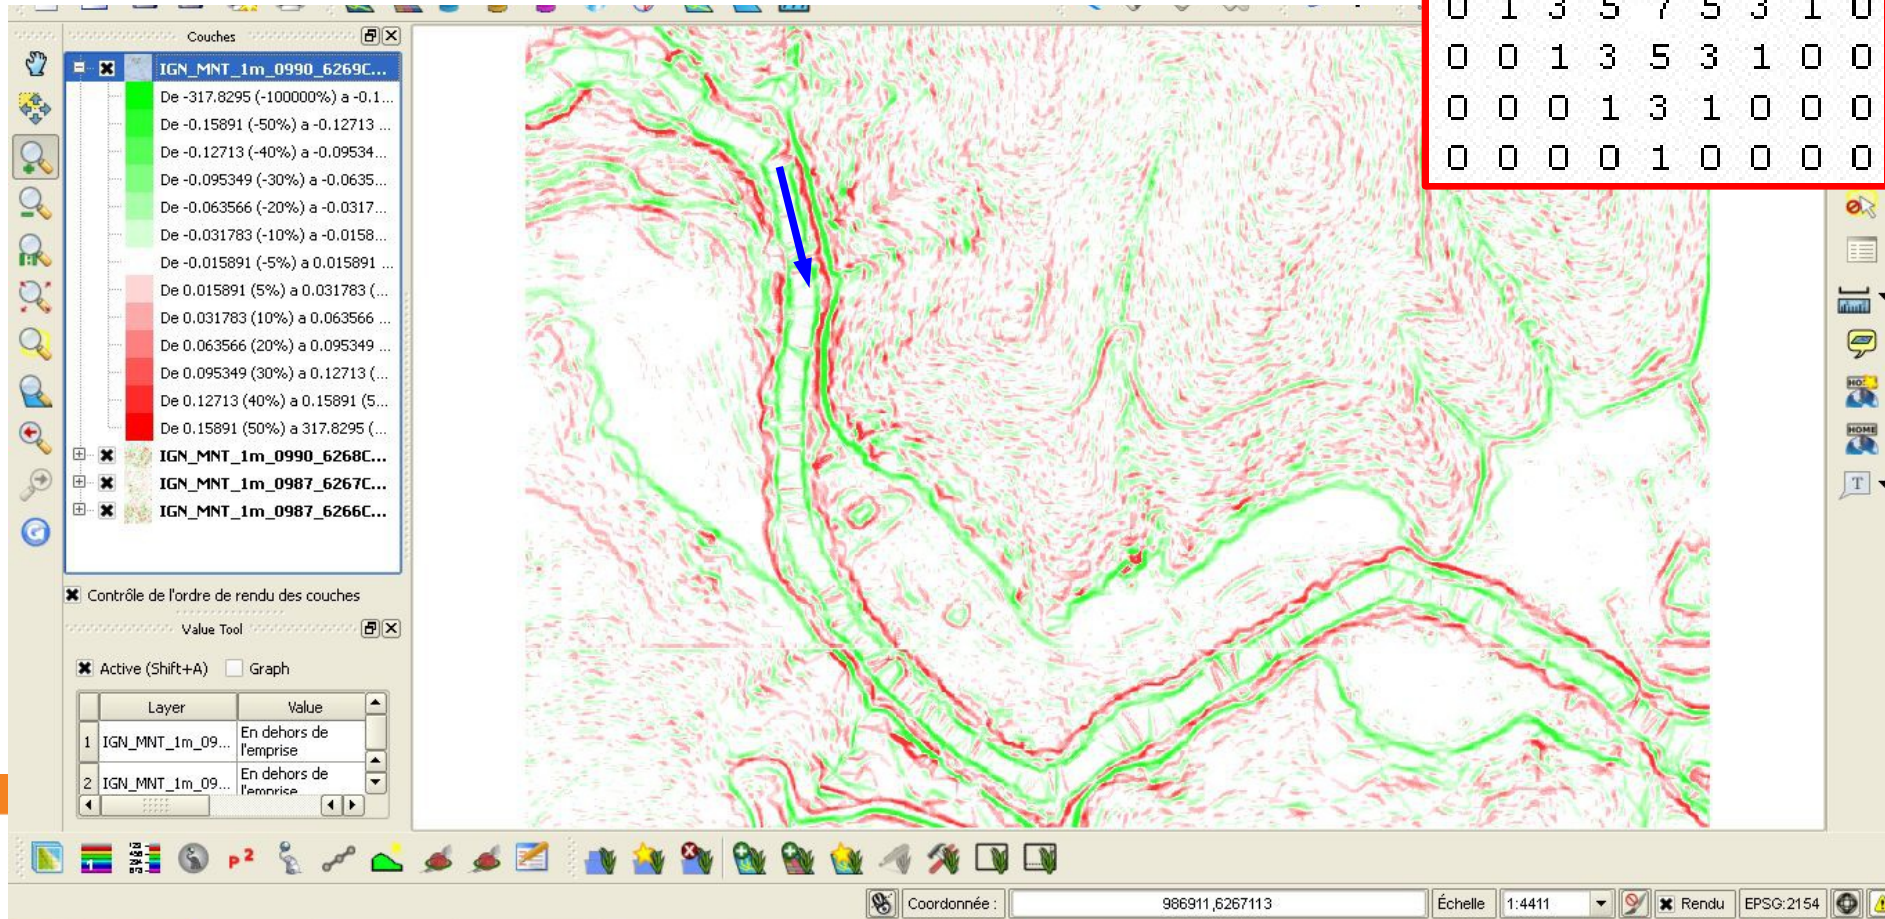 0 1 3 5 7 5 3 1 0
0 0 1 3 5 3 1 0 0
0 0 0 1 3 1 0 0 0
0 0 0 0 1 0 0 0 0
Couches
IGN_MNT_1m_0990_6269C...
De -317.8295 (-100000%) a -0.1...
De -0.15891 (-50%) a -0.12713 ...
De -0.12713 (-40%) a -0.09534...
De -0.095349 (-30%) a -0.0635...
De -0.063566 (-20%) a -0.0317...
De -0.031783 (-10%) a -0.0158...
De -0.015891 (-5%) a 0.015891 ...
De 0.015891 (5%) a 0.031783 (...
De 0.031783 (10%) a 0.063566 ...
De 0.063566 (20%) a 0.095349 ...
De 0.095349 (30%) a 0.12713 (...
De 0.12713 (40%) a 0.15891 (5...
De 0.15891 (50%) a 317.8295 (...
IGN_MNT_1m_0990_6268C...
IGN_MNT_1m_0987_6267C...
IGN_MNT_1m_0987_6266C...
Contrôle de l'ordre de rendu des couches
Value Tool
Active (Shift+A) Graph
Layer Value
1 IGN_MNT_1m_09... En dehors de
l'emprise
2 IGN_MNT_1m_09... En dehors de
l'emprise
HOME
T
1
p²
Coordonnée : 986911,6267113 Échelle 1:4411 Rendu EPSG:2154